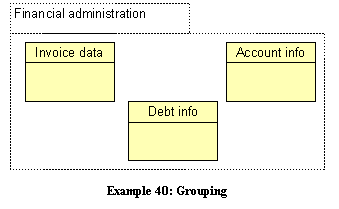 Financial administration
Invoice data
Account info
Debt info
Example 40: Grouping